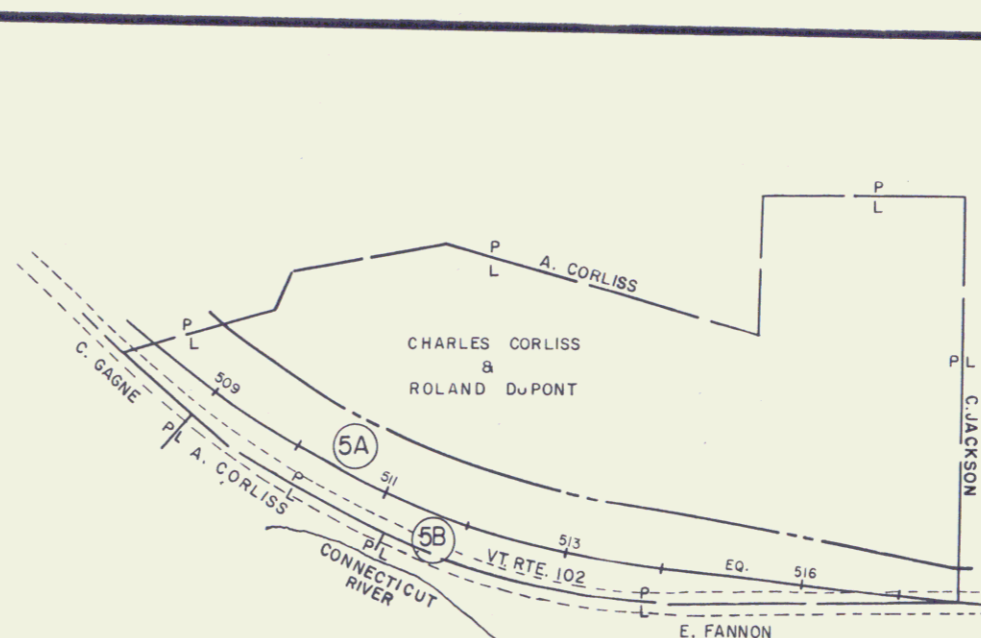 P
L
P
L
A. CORLISS
P
L
CHARLES CORLISS
&
ROLAND DuPONT
P L
C. JACKSON
C. GAGNE
509
P L
A. CORLISS
5A
511
P
L
5B
513
P L
VT. RTE. 102
EQ.
516
CONNECTICUT
RIVER
P
L
E. FANNON